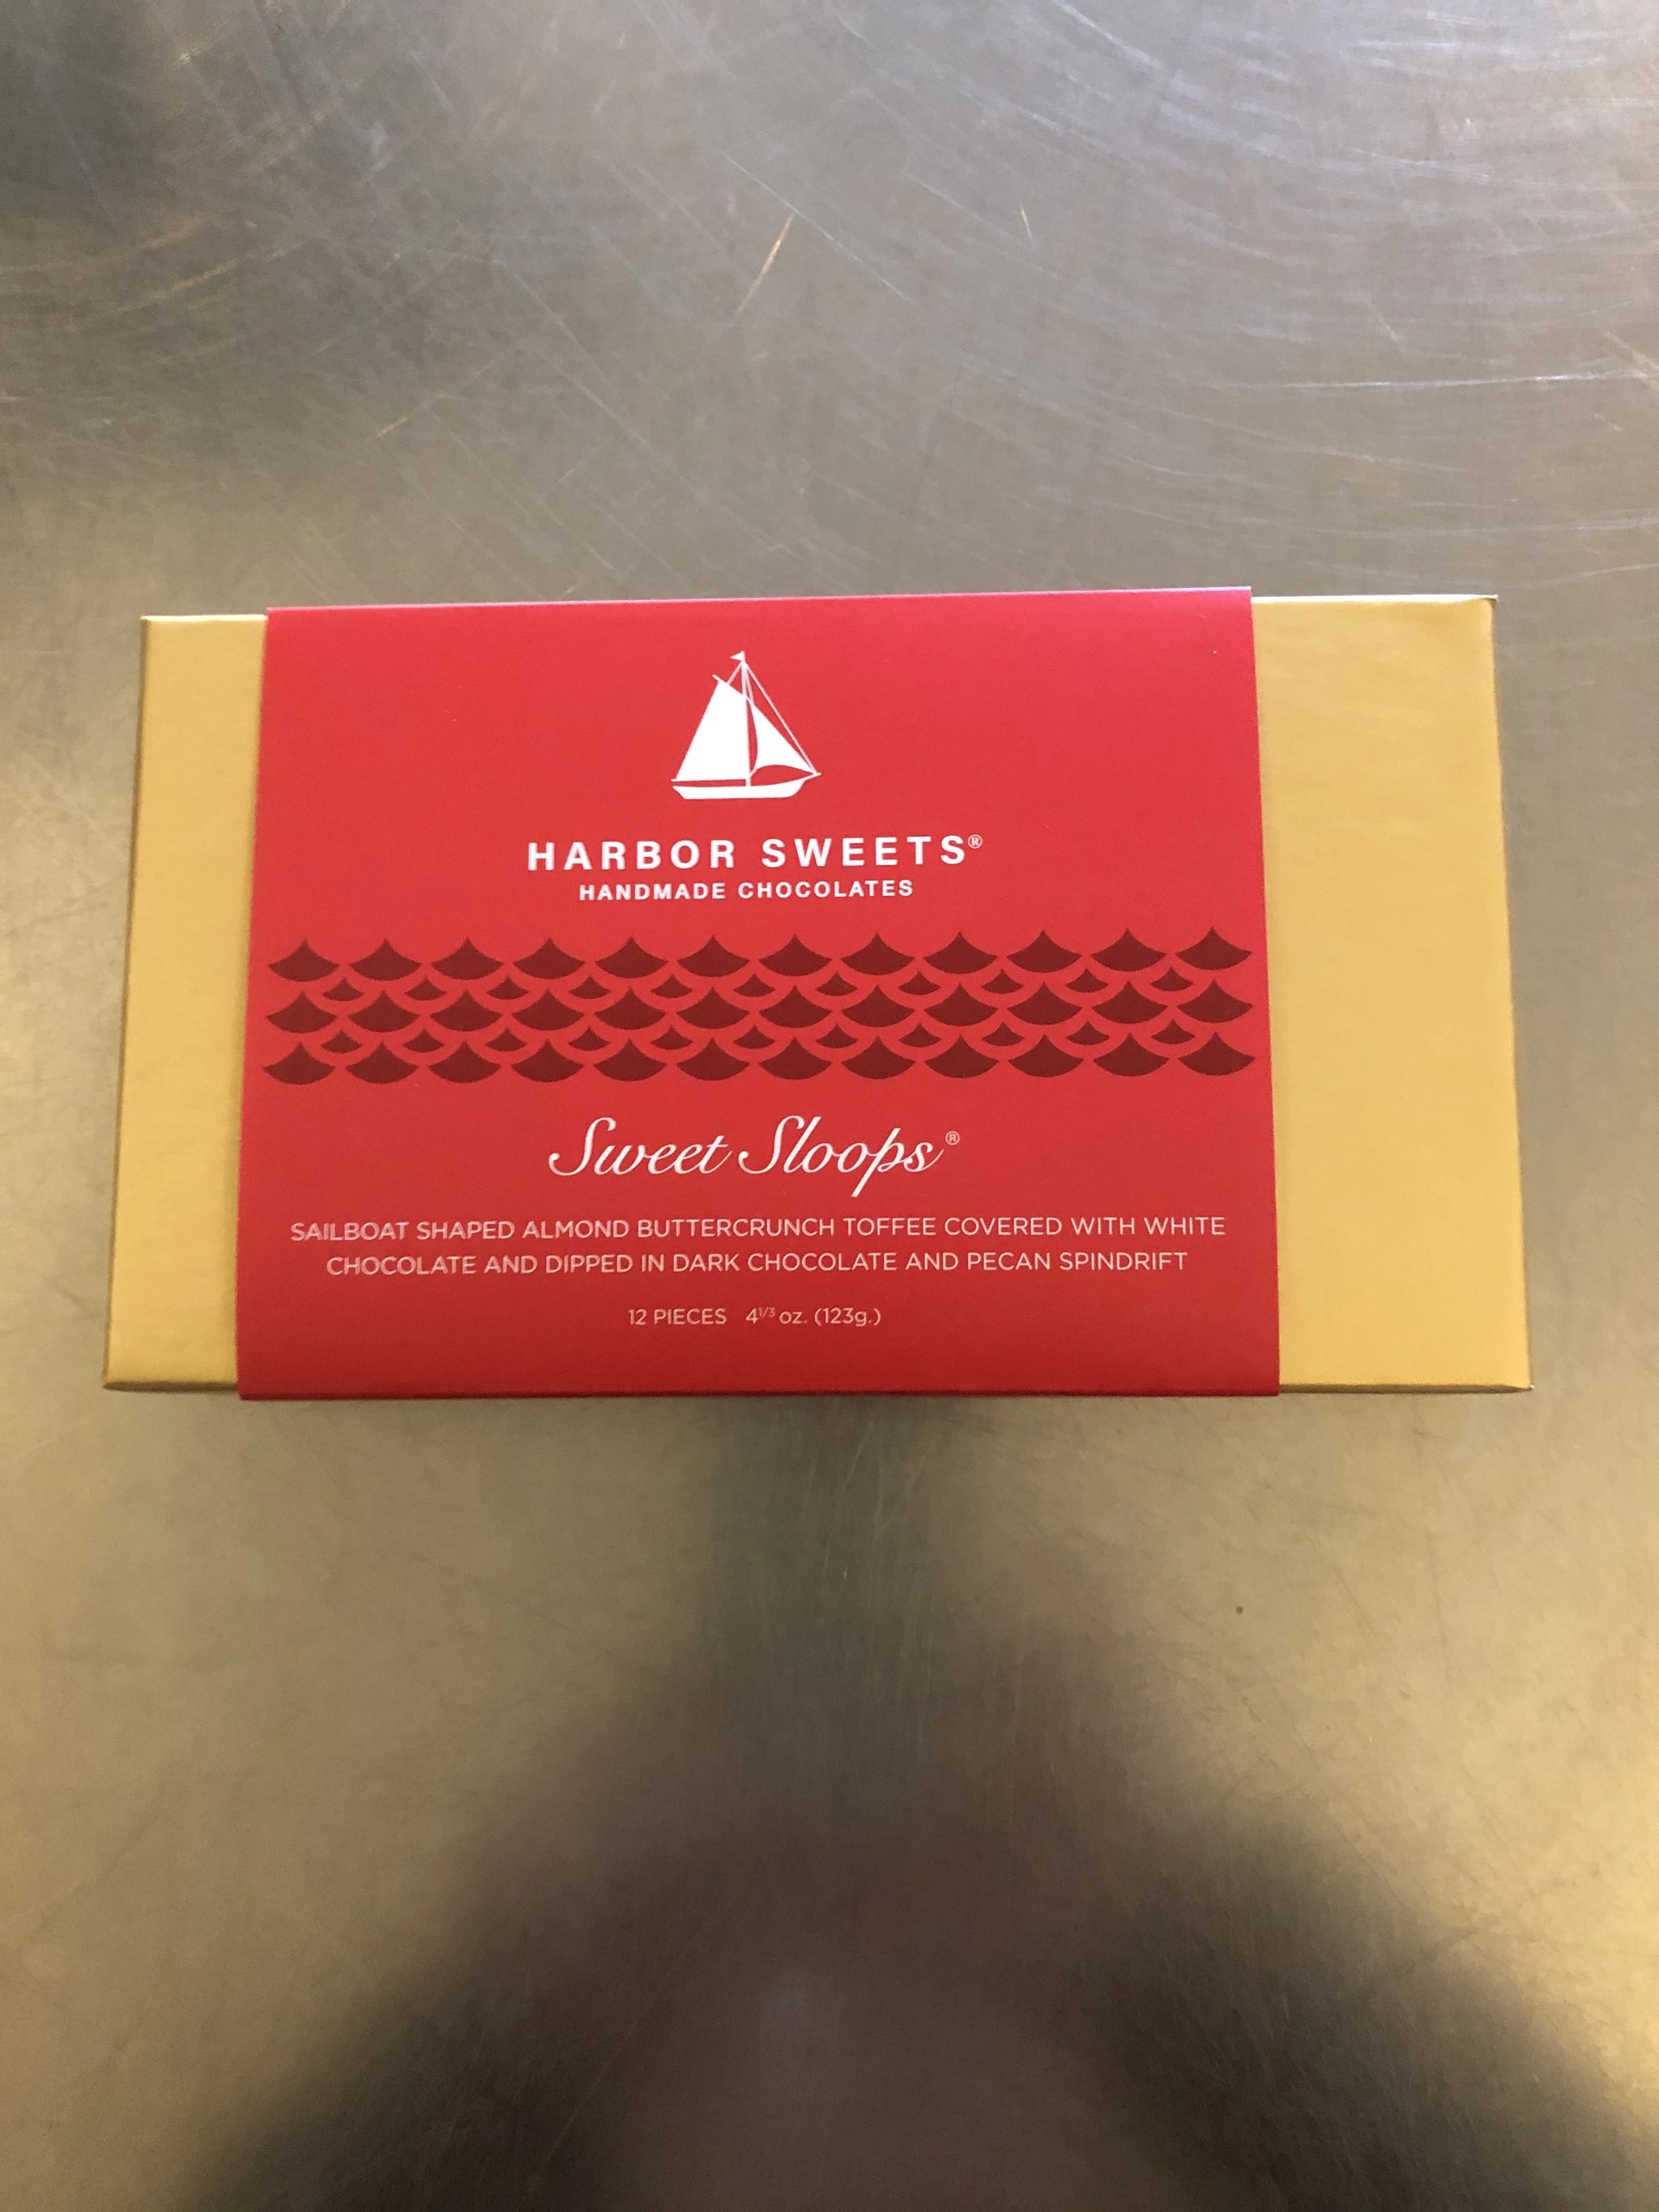 HARBOR SWEETS®
HANDMADE CHOCOLATES
Sweet Sloops®
SAILBOAT SHAPED ALMOND BUTTERCRUNCH TOFFEE COVERED WITH WHITE
CHOCOLATE AND DIPPED IN DARK CHOCOLATE AND PECAN SPINDRIFT
12 PIECES 4 1/3 oz. (123g.)